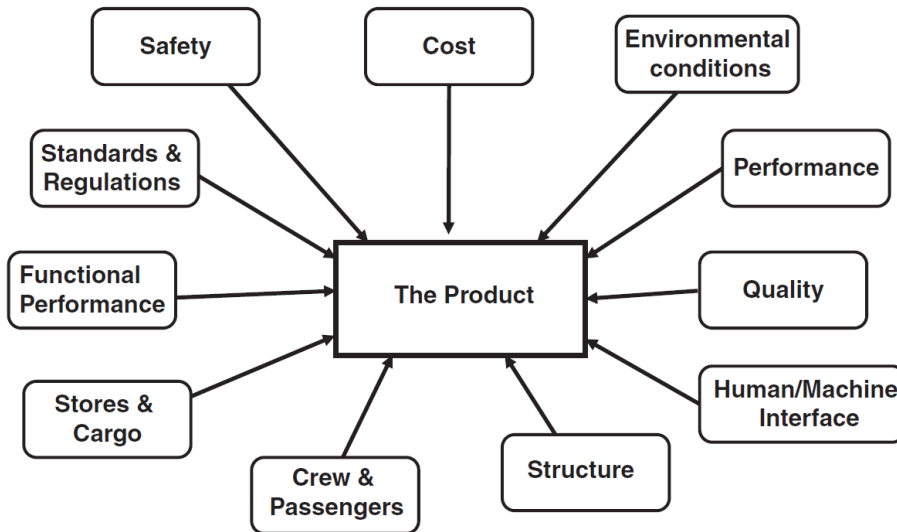 Safety
Cost
Environmental
conditions
Standards &
Regulations
Performance
Functional
Performance
The Product
Quality
Stores &
Cargo
Human/Machine
Interface
Crew &
Passengers
Structure